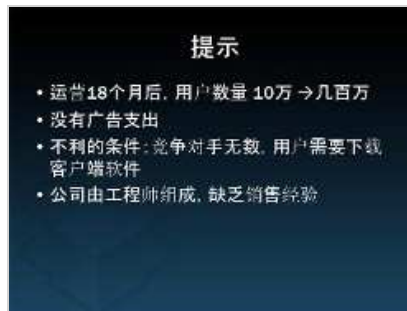 提示
• 运营18个月后, 用户数量 10万 →几百万
• 没有广告支出
• 不利的条件: 竞争对手无数, 用户需要下载
客户端软件
• 公司由工程师组成, 缺乏销售经验